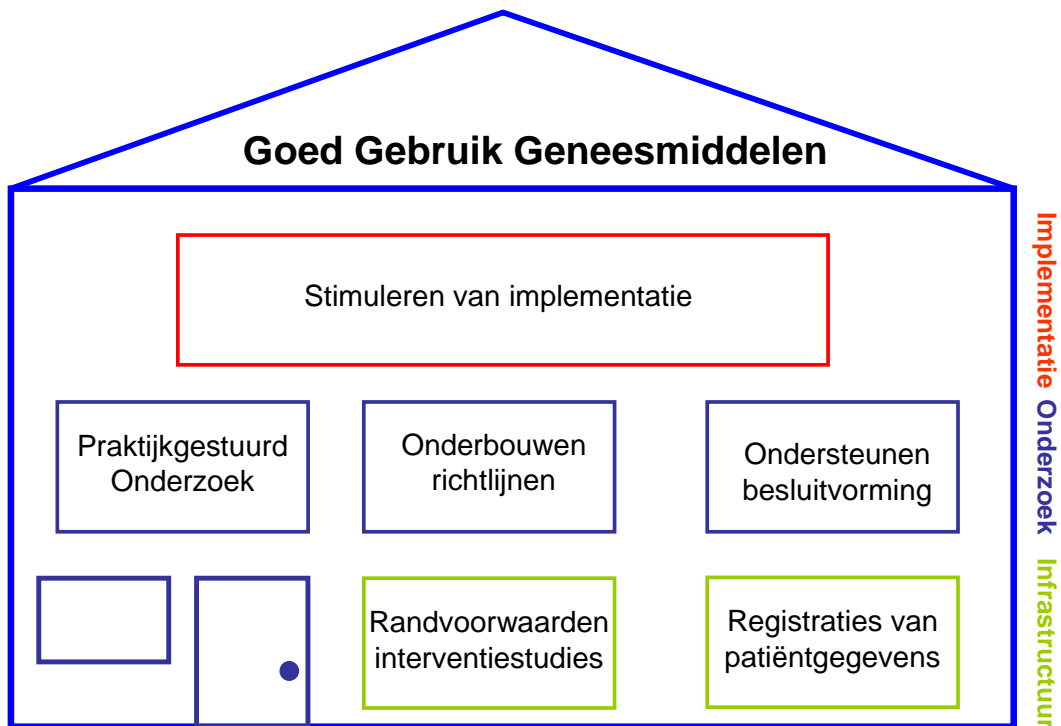 Goed Gebruik Geneesmiddelen
Stimuleren van implementatie
Praktijkgestuurd
Onderzoek
Onderbouwen
richtlijnen
Ondersteunen
besluitvorming
Randvoorwaarden
interventiestudies
Registraties van
patiëntgegevens
Implementatie
Onderzoek
Infrastructuur